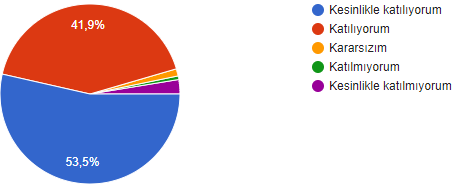 41,9%
53,5%
Kesinlikle katılıyorum
Katılıyorum
Kararsızım
Katılmıyorum
Kesinlikle katılmıyorum